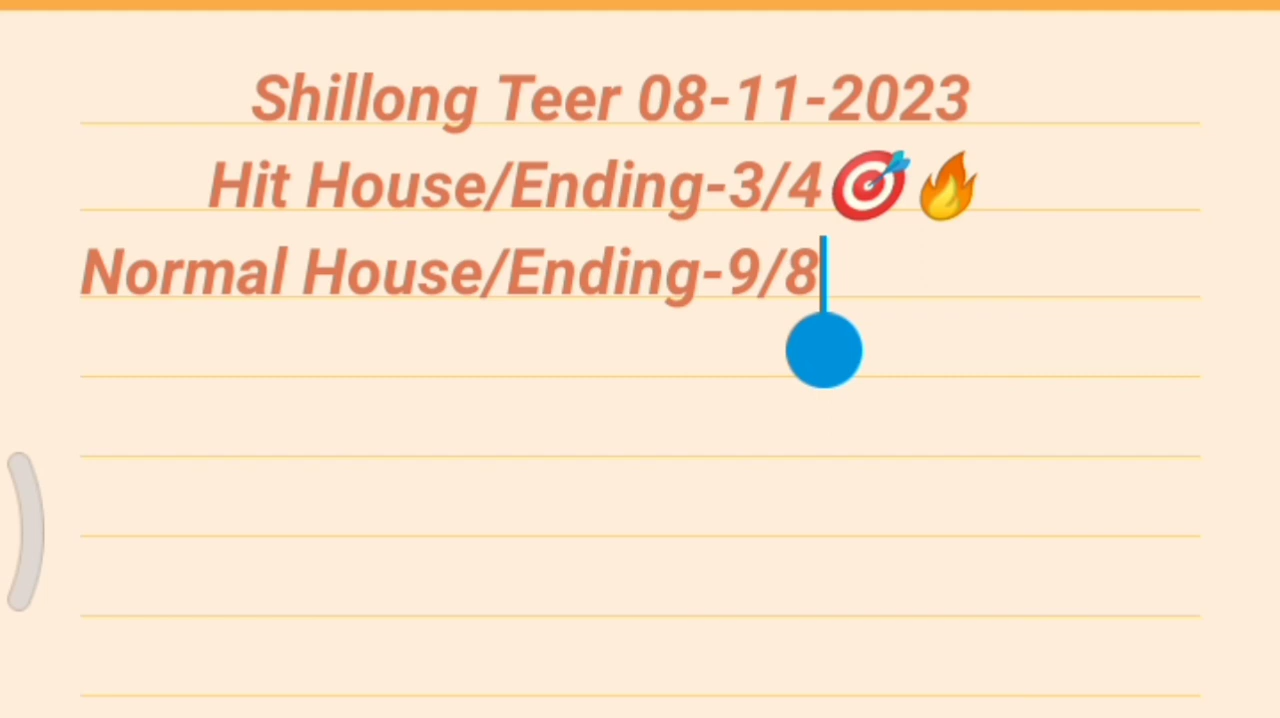 Shillong Teer 08-11-2023
Hit House/Ending-3/4🎯🔥
Normal House/Ending-9/8